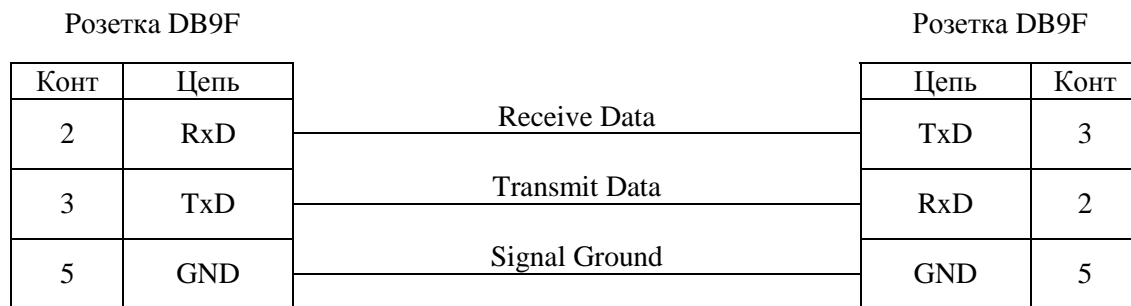 Розетка DB9F Розетка DB9F
Конт Цепь Цепь Конт
2 RxD Receive Data TxD 3
3 TxD Transmit Data RxD 2
5 GND Signal Ground GND 5